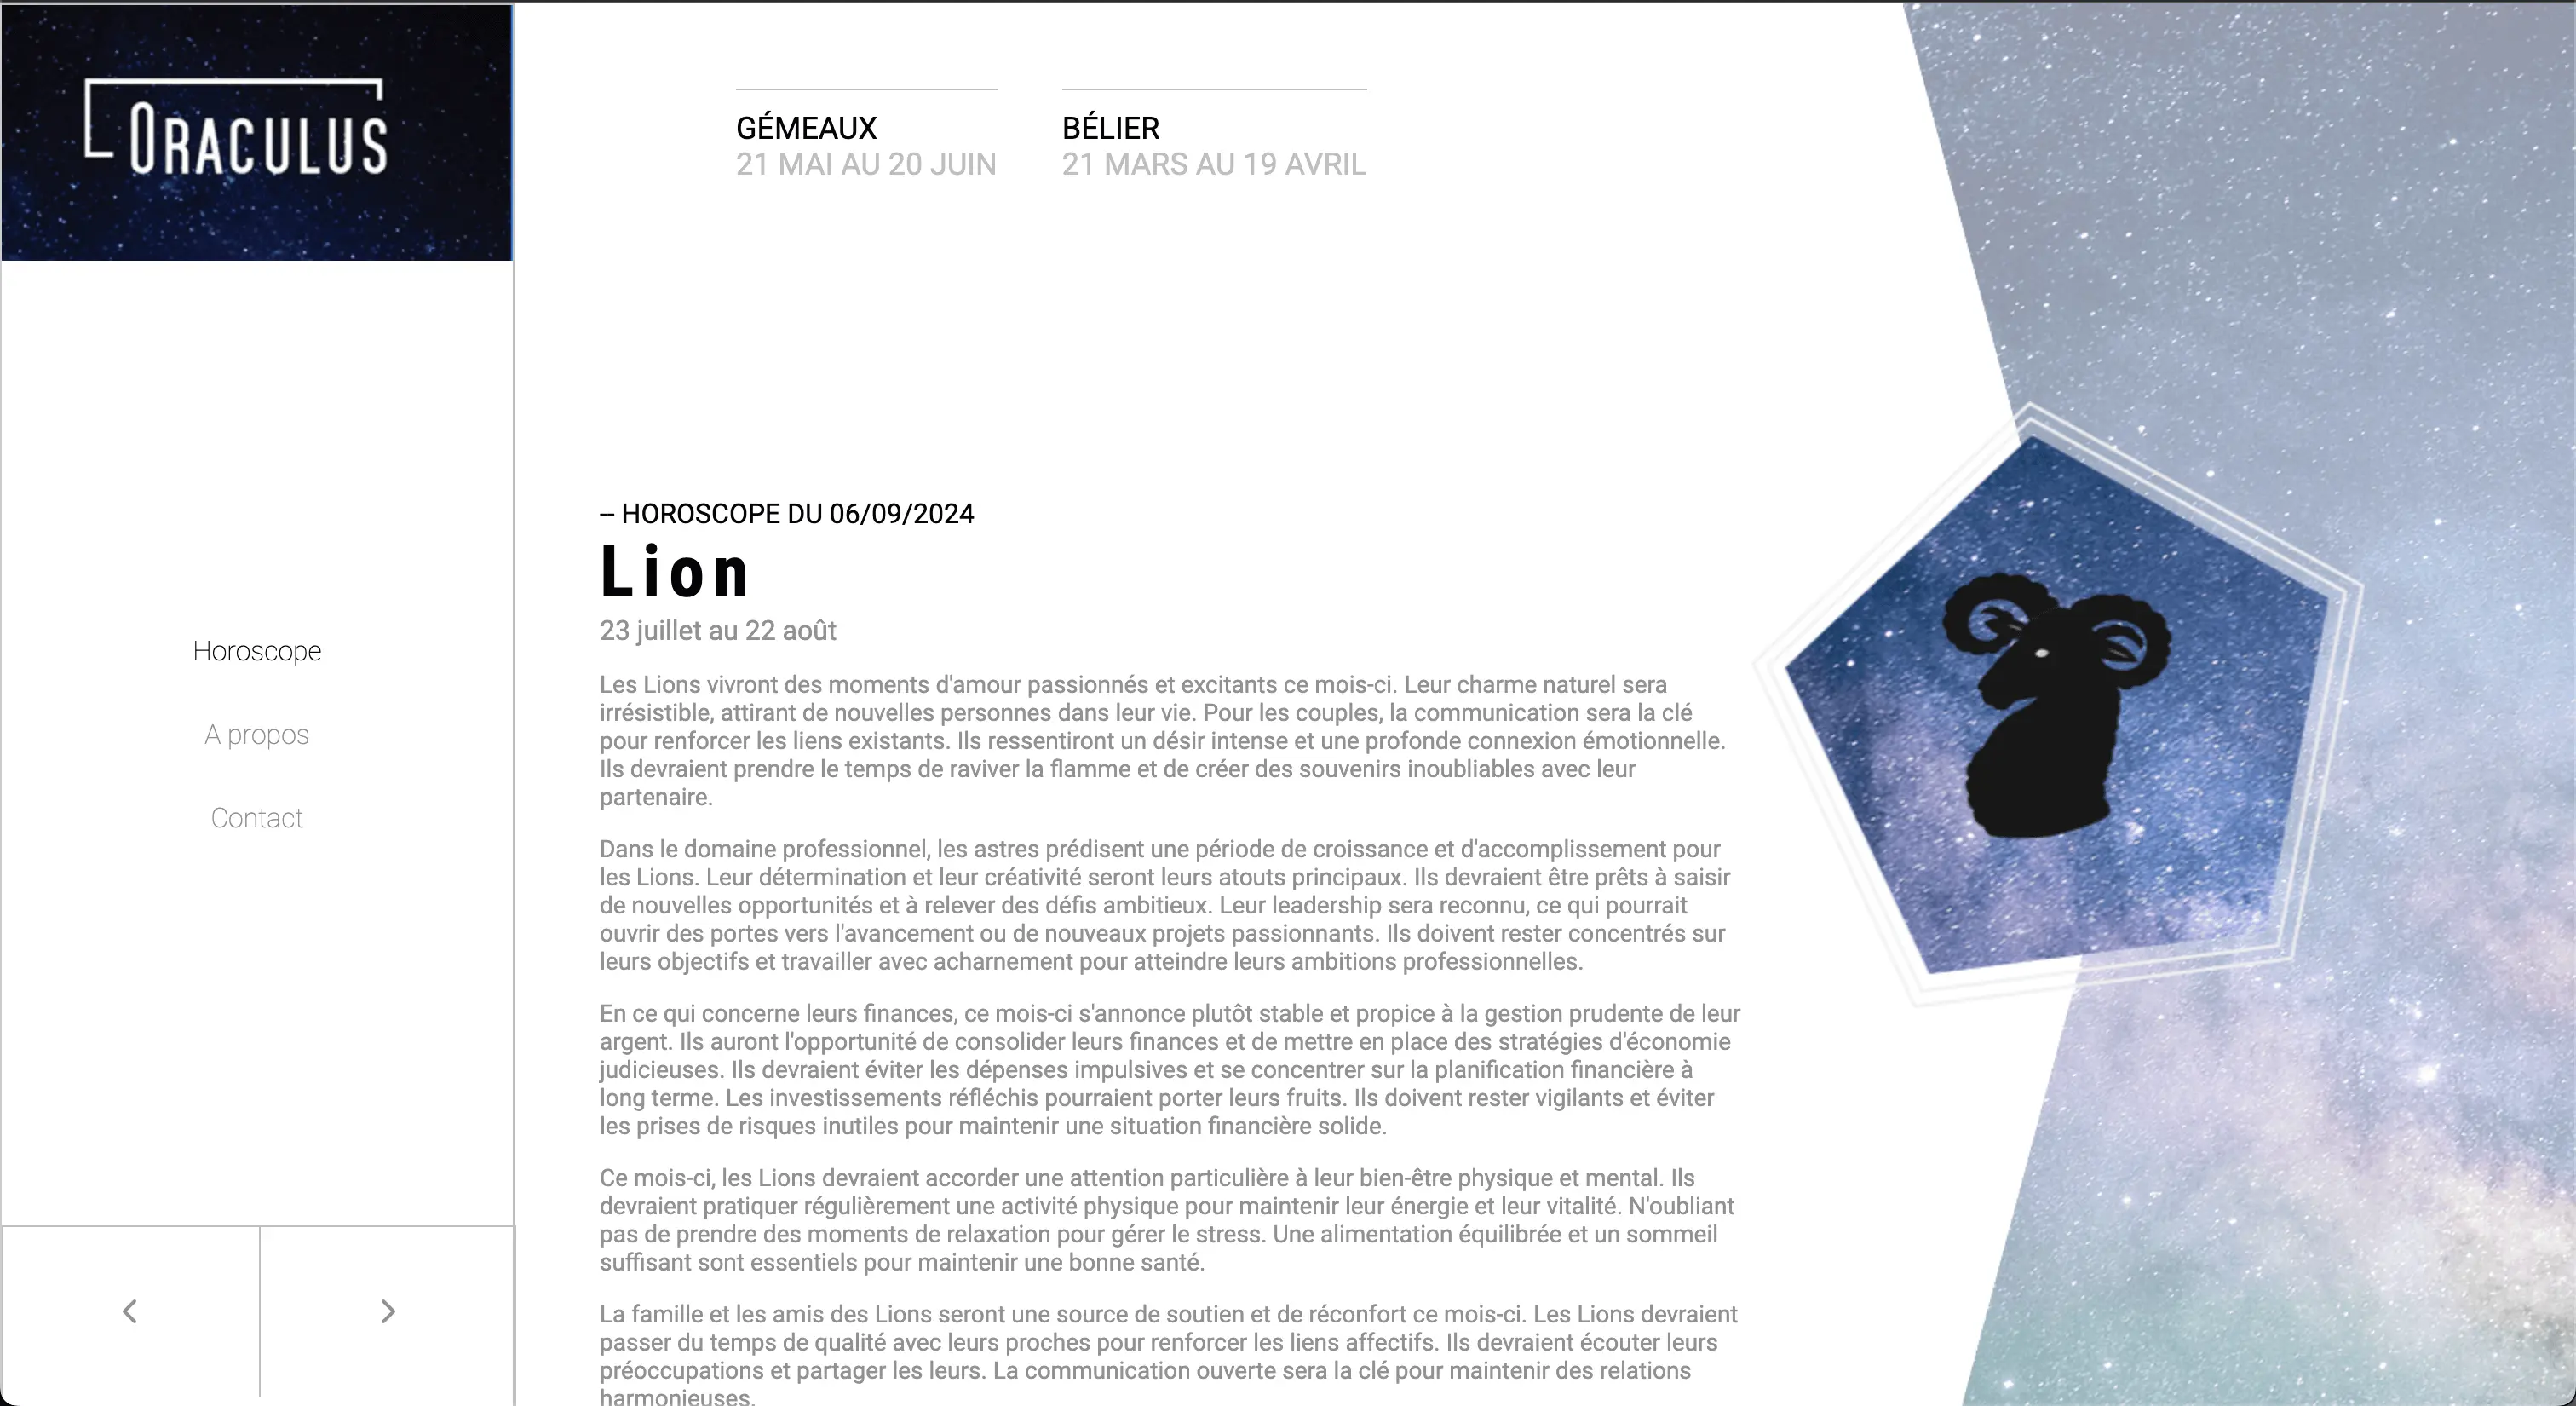 ORACULUS
Horoscope
A propos
Contact
GÉMEAUX
21 MAI AU 20 JUIN
BÉLIER
21 MARS AU 19 AVRIL
-- HOROSCOPE DU 06/09/2024
Lion
23 juillet au 22 août
Les Lions vivront des moments d'amour passionnés et excitants ce mois-ci. Leur charme naturel sera
irrésistible, attirant de nouvelles personnes dans leur vie. Pour les couples, la communication sera la clé
pour renforcer les liens existants. Ils ressentiront un désir intense et une profonde connexion émotionnelle.
Ils devraient prendre le temps de raviver la flamme et de créer des souvenirs inoubliables avec leur
partenaire.
Dans le domaine professionnel, les astres prédisent une période de croissance et d'accomplissement pour
les Lions. Leur détermination et leur créativité seront leurs atouts principaux. Ils devraient être prêts à saisir
de nouvelles opportunités et à relever des défis ambitieux. Leur leadership sera reconnu, ce qui pourrait
ouvrir des portes vers l'avancement ou de nouveaux projets passionnants. Ils doivent rester concentrés sur
leurs objectifs et travailler avec acharnement pour atteindre leurs ambitions professionnelles.
En ce qui concerne leurs finances, ce mois-ci s'annonce plutôt stable et propice à la gestion prudente de leur
argent. Ils auront l'opportunité de consolider leurs finances et de mettre en place des stratégies d'économie
judicieuses. Ils devraient éviter les dépenses impulsives et se concentrer sur la planification financière à
long terme. Les investissements réfléchis pourraient porter leurs fruits. Ils doivent rester vigilants et éviter
les prises de risques inutiles pour maintenir une situation financière solide.
Ce mois-ci, les Lions devraient accorder une attention particulière à leur bien-être physique et mental. Ils
devraient pratiquer régulièrement une activité physique pour maintenir leur énergie et leur vitalité. N'oubliant
pas de prendre des moments de relaxation pour gérer le stress. Une alimentation équilibrée et un sommeil
suffisant sont essentiels pour maintenir une bonne santé.
La famille et les amis des Lions seront une source de soutien et de réconfort ce mois-ci. Les Lions devraient
passer du temps de qualité avec leurs proches pour renforcer les liens affectifs. Ils devraient écouter leurs
préoccupations et partager les leurs. La communication ouverte sera la clé pour maintenir des relations
harmonieuses.